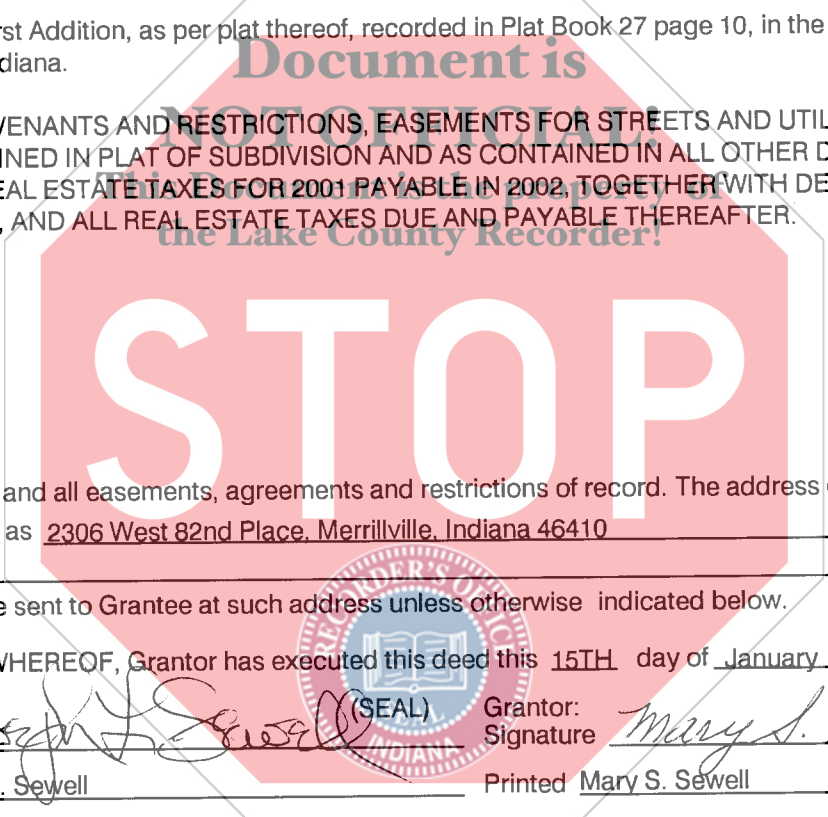 rst Addition, as per plat thereof, recorded in Plat Book 27 page 10, in the
diana.
Document is
NOT OFFICIAL!
This Document is the property of
the Lake County Recorder!
VENANTS AND RESTRICTIONS, EASEMENTS FOR STREETS AND UTIL
INED IN PLAT OF SUBDIVISION AND AS CONTAINED IN ALL OTHER D
EAL ESTATE TAXES FOR 2001 PAYABLE IN 2002, TOGETHER WITH DE
, AND ALL REAL ESTATE TAXES DUE AND PAYABLE THEREAFTER.
STOP
and all easements, agreements and restrictions of record. The address
as 2306 West 82nd Place, Merrillville, Indiana 46410
e sent to Grantee at such address unless otherwise indicated below.
WHEREOF, Grantor has executed this deed this 15TH day of January
RECORDER'S OFFICE
SEAL
INDIANA
(SEAL) Grantor:
Sewell Signature Mary S.
. Sewell Printed Mary S. Sewell